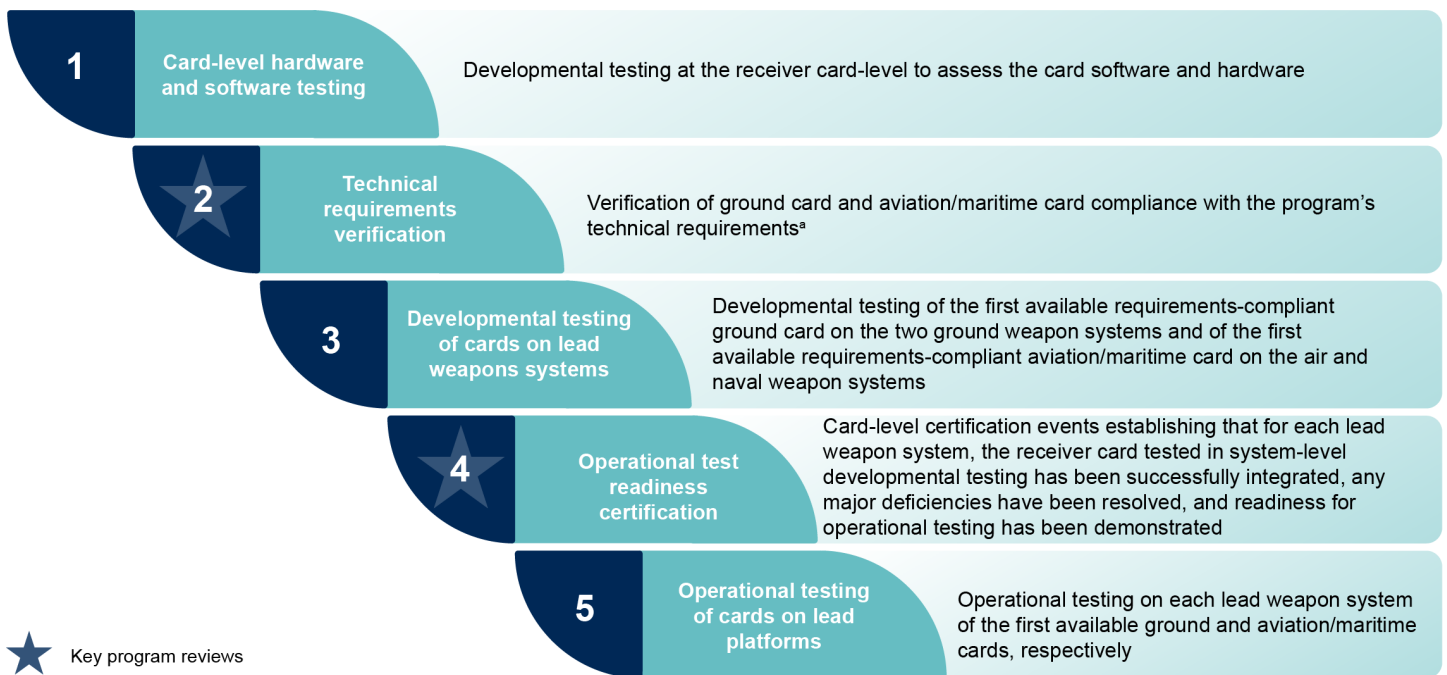 1
Card-level hardware
and software testing
Developmental testing at the receiver card-level to assess the card software and hardware
2
Technical
requirements
verification
Verification of ground card and aviation/maritime card compliance with the program’s
technical requirementsᵃ
3
Developmental testing
of cards on lead
weapons systems
Developmental testing of the first available requirements-compliant
ground card on the two ground weapon systems and of the first
available requirements-compliant aviation/maritime card on the air and
naval weapon systems
4
Operational test
readiness
certification
Card-level certification events establishing that for each lead
weapon system, the receiver card tested in system-level
developmental testing has been successfully integrated, any
major deficiencies have been resolved, and readiness for
operational testing has been demonstrated
5
Operational testing
of cards on lead
platforms
Operational testing on each lead weapon system
of the first available ground and aviation/maritime
cards, respectively
Key program reviews